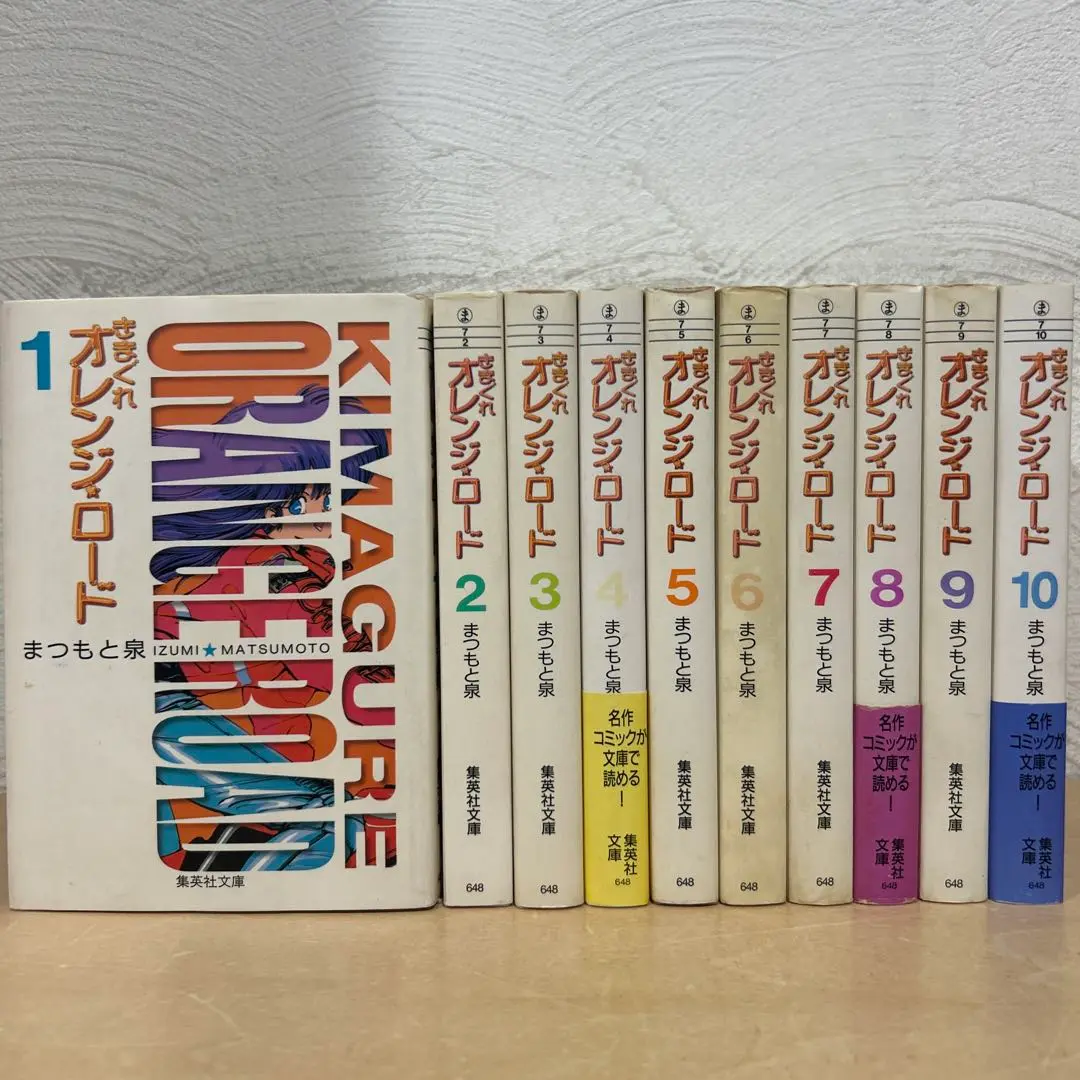 1
きまぐれ
オレンジ★ロード
KIMAGURE
ORANGE ROAD
まつもと泉
IZUMI★MATSUMOTO
集英社文庫
ま
7
2
きまぐれ
オレンジ★ロード
2
まつもと泉
集英社文庫
648
ま
7
3
きまぐれ
オレンジ★ロード
3
まつもと泉
集英社文庫
648
ま
7
4
きまぐれ
オレンジ★ロード
4
まつもと泉
名作
コミックが
文庫で
読める
!
集英社
文庫
648
ま
7
5
きまぐれ
オレンジ★ロード
5
まつもと泉
集英社文庫
648
ま
7
6
きまぐれ
オレンジ★ロード
6
まつもと泉
集英社文庫
648
ま
7
7
きまぐれ
オレンジ★ロード
7
まつもと泉
集英社文庫
648
ま
7
8
きまぐれ
オレンジ★ロード
8
まつもと泉
名作
コミックが
文庫で
読める
!
集英社
文庫
648
ま
7
9
きまぐれ
オレンジ★ロード
9
まつもと泉
集英社文庫
648
ま
7
10
きまぐれ
オレンジ★ロード
10
まつもと泉
名作
コミックが
文庫で
読める
!
集英社
文庫
648